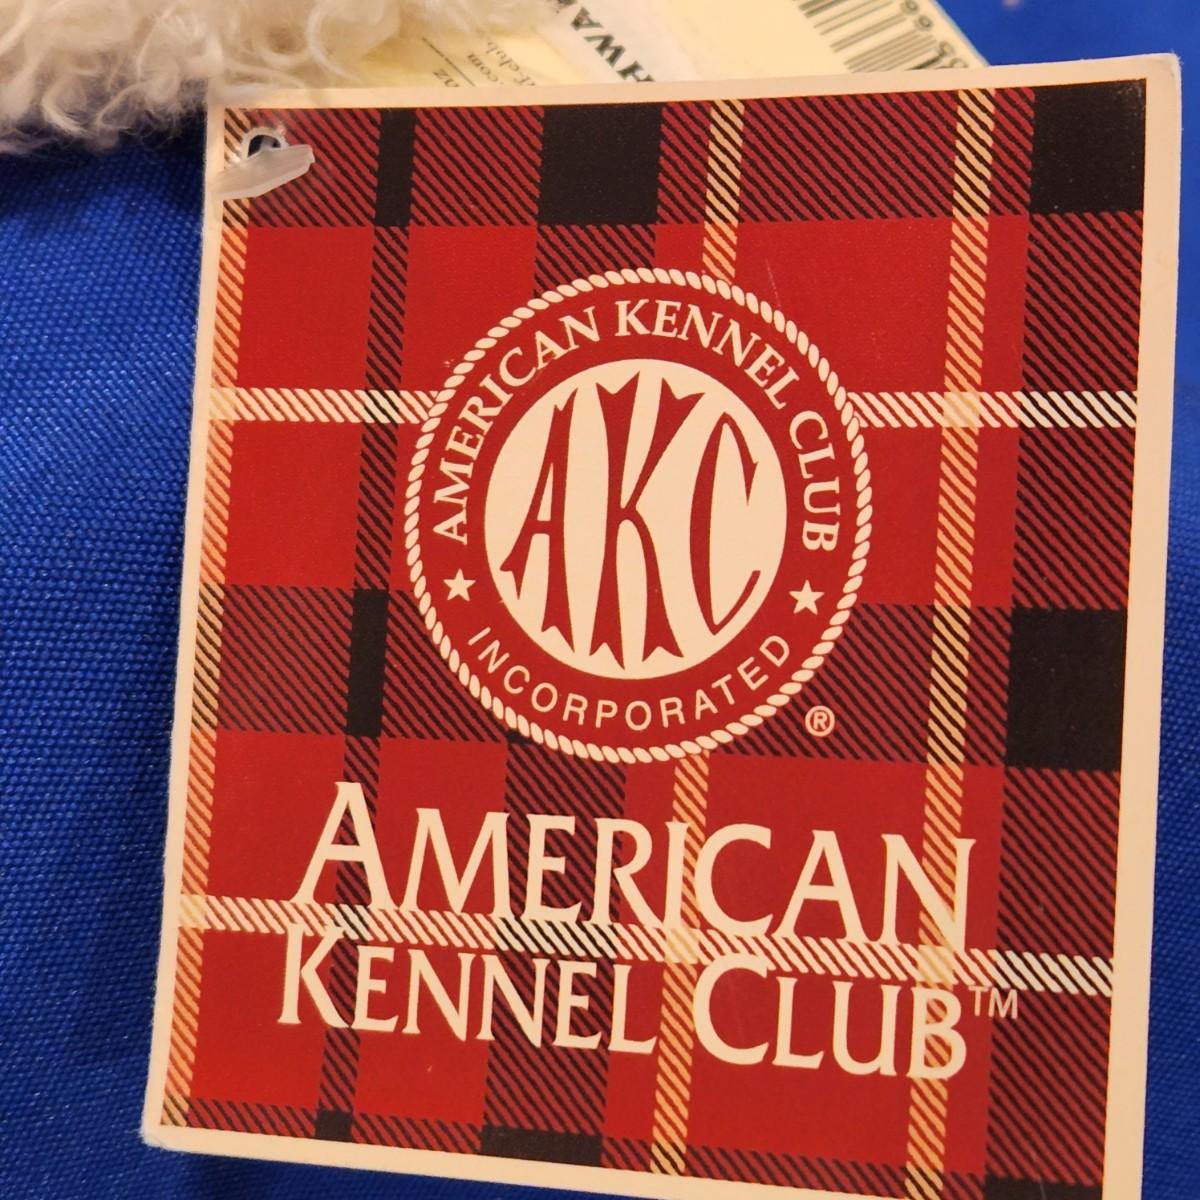 AMERICAN KENNEL CLUB
AKC
★ INCORPORATED ★
®
AMERICAN
KENNEL CLUB™